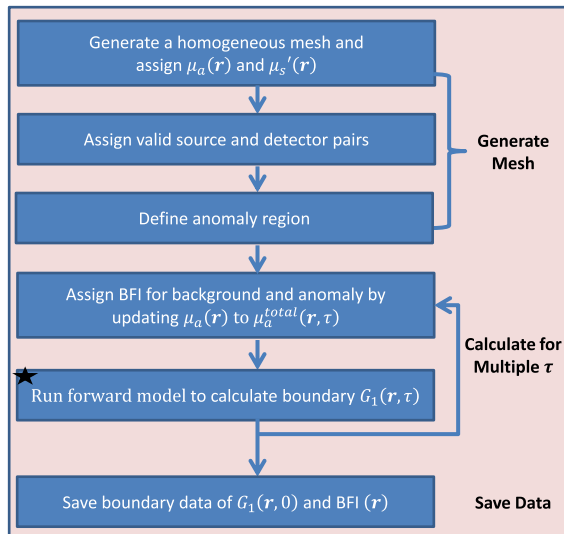 Generate a homogeneous mesh and
assign μₐ(r) and μₛ′(r)
Assign valid source and detector pairs
Define anomaly region
Generate
Mesh
Assign BFI for background and anomaly by
updating μₐ(r) to μₐᵗᵒᵗᵃˡ(r, τ)
Run forward model to calculate boundary G₁(r, τ)
Calculate for
Multiple τ
Save boundary data of G₁(r, 0) and BFI (r)
Save Data